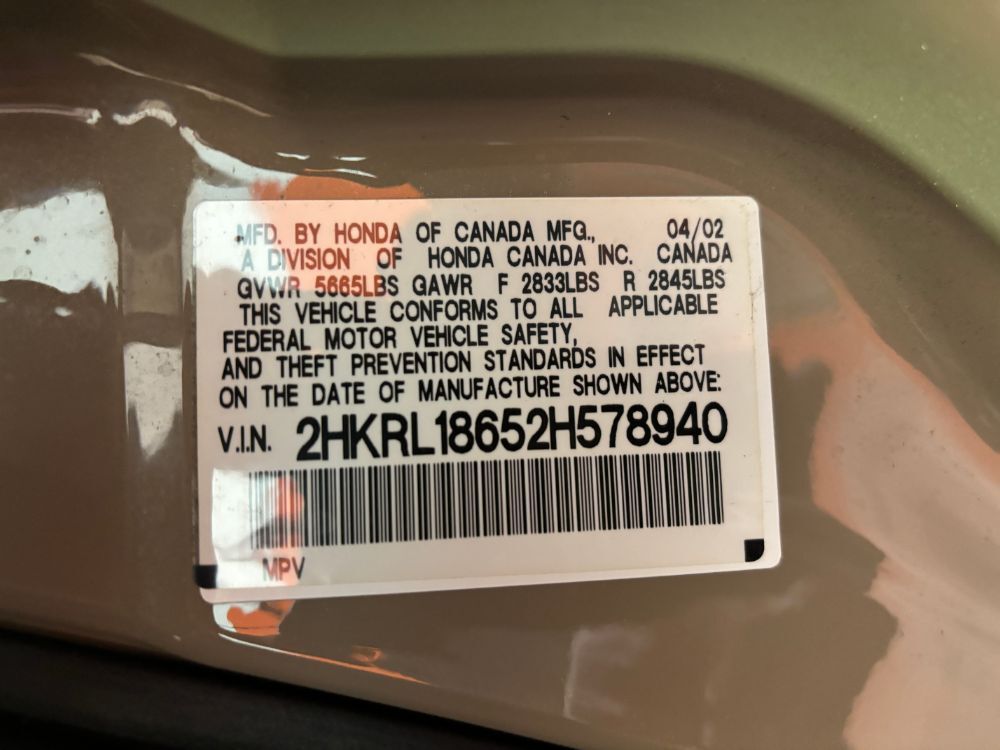 MFD. BY HONDA OF CANADA MFG., 04/02
A DIVISION OF HONDA CANADA INC. CANADA
GVWR 5665LBS GAWR F 2833LBS R 2845LBS
THIS VEHICLE CONFORMS TO ALL APPLICABLE
FEDERAL MOTOR VEHICLE SAFETY,
AND THEFT PREVENTION STANDARDS IN EFFECT
ON THE DATE OF MANUFACTURE SHOWN ABOVE:
V.I.N. 2HKRL18652H578940
MPV